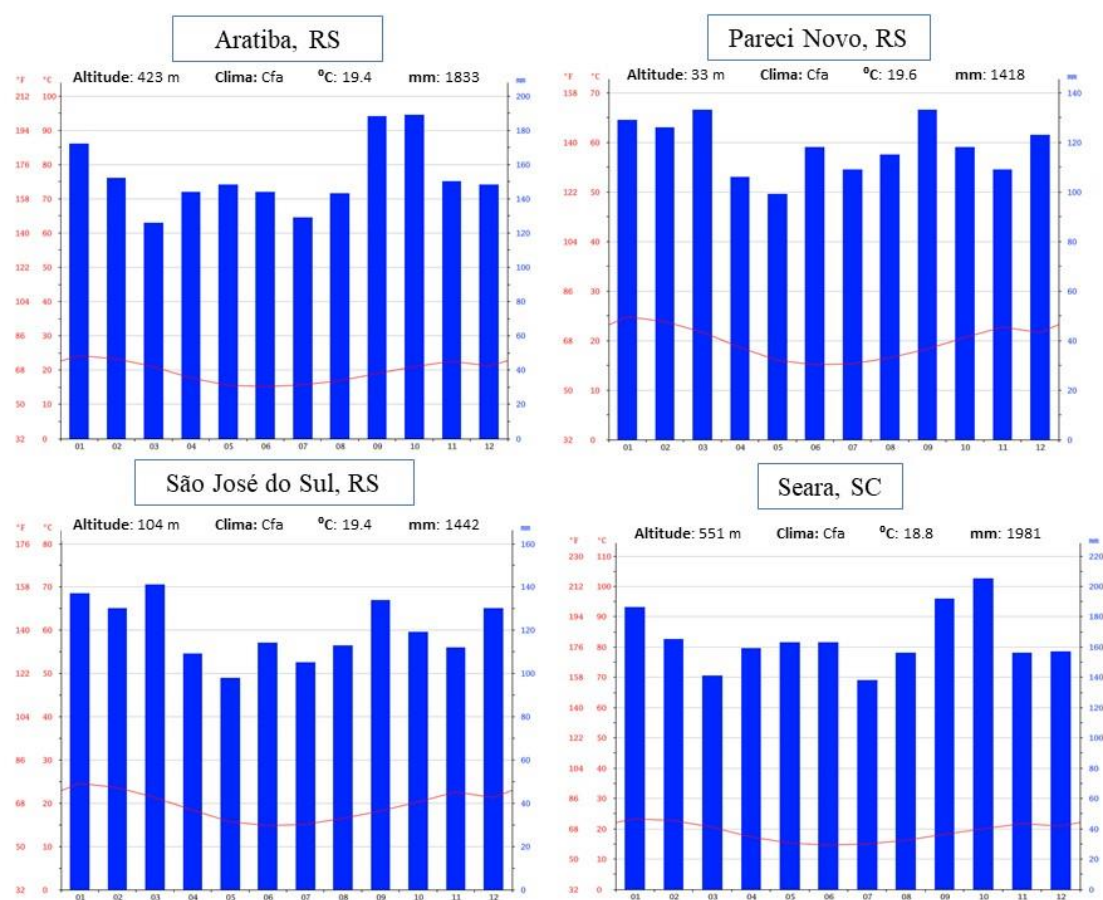 Aratiba, RS
Altitude: 423 m Clima: Cfa ⁰C: 19.4 mm: 1833
°F °C mm
212 100 200
194 90 180
176 80 160
158 70 140
140 60 120
122 50 100
104 40 80
86 30 60
68 20 40
50 10 20
32 0 0
01 02 03 04 05 06 07 08 09 10 11 12
Pareci Novo, RS
Altitude: 33 m Clima: Cfa ⁰C: 19.6 mm: 1418
°F °C mm
158 70 140
140 60 120
122 50 100
104 40 80
86 30 60
68 20 40
50 10 20
32 0 0
01 02 03 04 05 06 07 08 09 10 11 12
São José do Sul, RS
Altitude: 104 m Clima: Cfa ⁰C: 19.4 mm: 1442
°F °C mm
176 80 160
158 70 140
140 60 120
122 50 100
104 40 80
86 30 60
68 20 40
50 10 20
32 0 0
01 02 03 04 05 06 07 08 09 10 11 12
Seara, SC
Altitude: 551 m Clima: Cfa ⁰C: 18.8 mm: 1981
°F °C mm
230 110 220
212 100 200
194 90 180
176 80 160
158 70 140
140 60 120
122 50 100
104 40 80
86 30 60
68 20 40
50 10 20
32 0 0
01 02 03 04 05 06 07 08 09 10 11 12